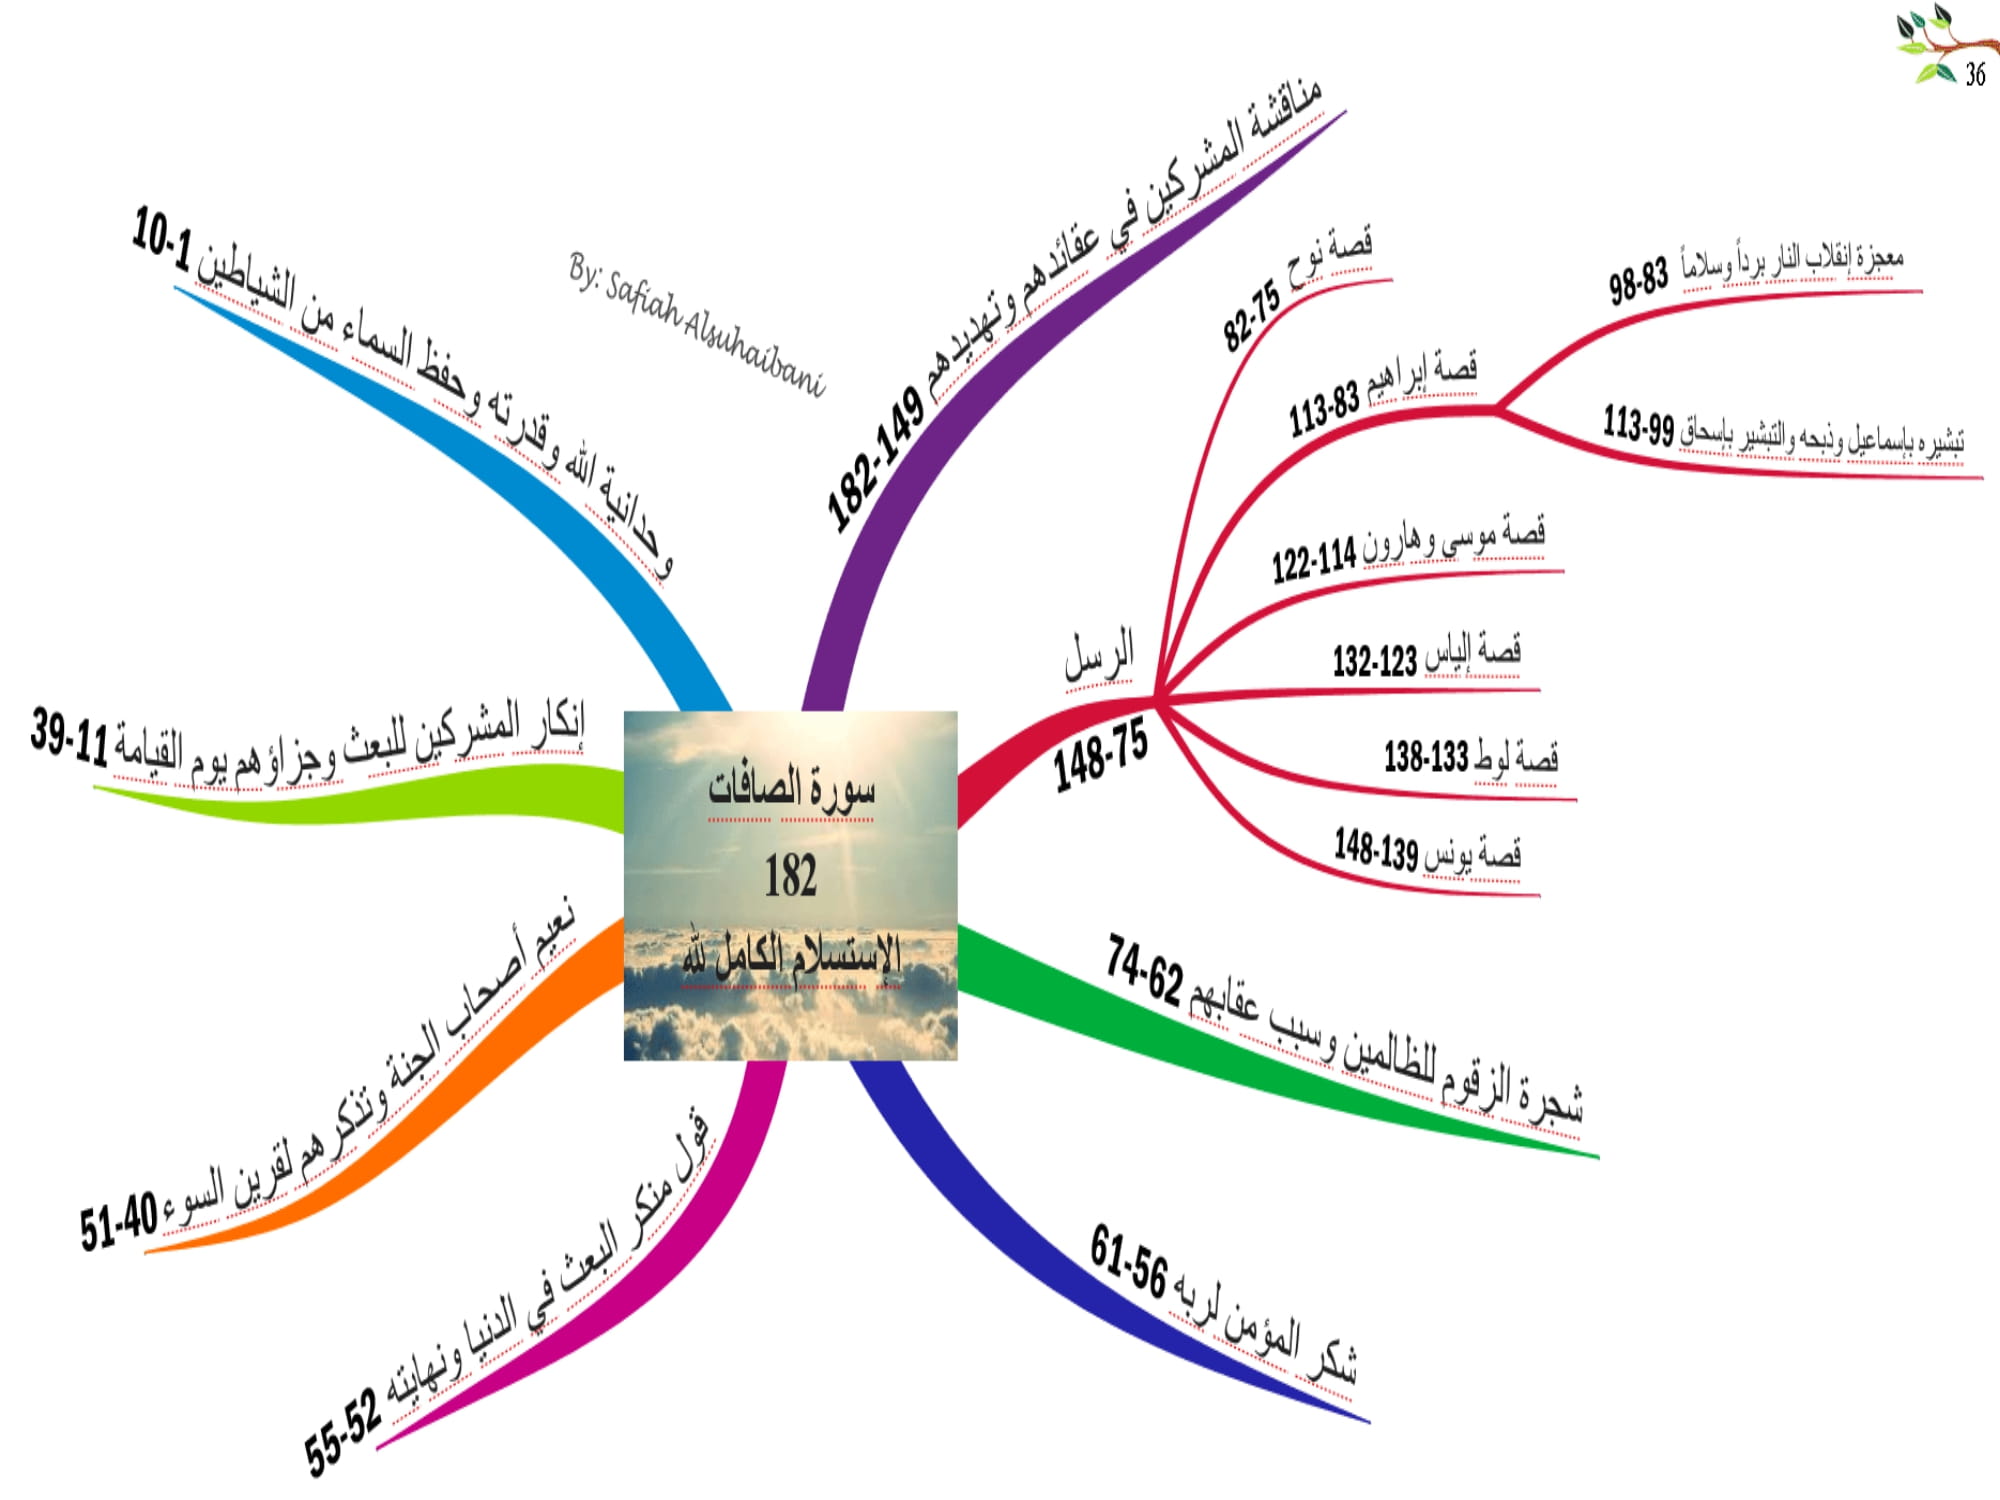 36
سورة الصافات
182
الإستسلام الكامل لله
By: Safiah Alsuhaibani
وحدانية الله وقدرته وحفظ السماء من الشياطين 1-10
إنكار المشركين للبعث وجزاؤهم يوم القيامة 11-39
نعيم أصحاب الجنة وتذكرهم لقرين السوء 40-51
قول منكر البعث في الدنيا ونهايته 52-55
شكر المؤمن لربه 56-61
شجرة الزقوم للظالمين وسبب عقابهم 62-74
الرسل
75-148
قصة نوح 75-82
قصة إبراهيم 83-113
معجزة إنقلاب النار برداً وسلاماً 83-98
تبشيره بإسماعيل وذبحه والتبشير بإسحاق 99-113
قصة موسى وهارون 114-122
قصة إلياس 123-132
قصة لوط 133-138
قصة يونس 139-148
مناقشة المشركين في عقائدهم وتهديدهم 149-182